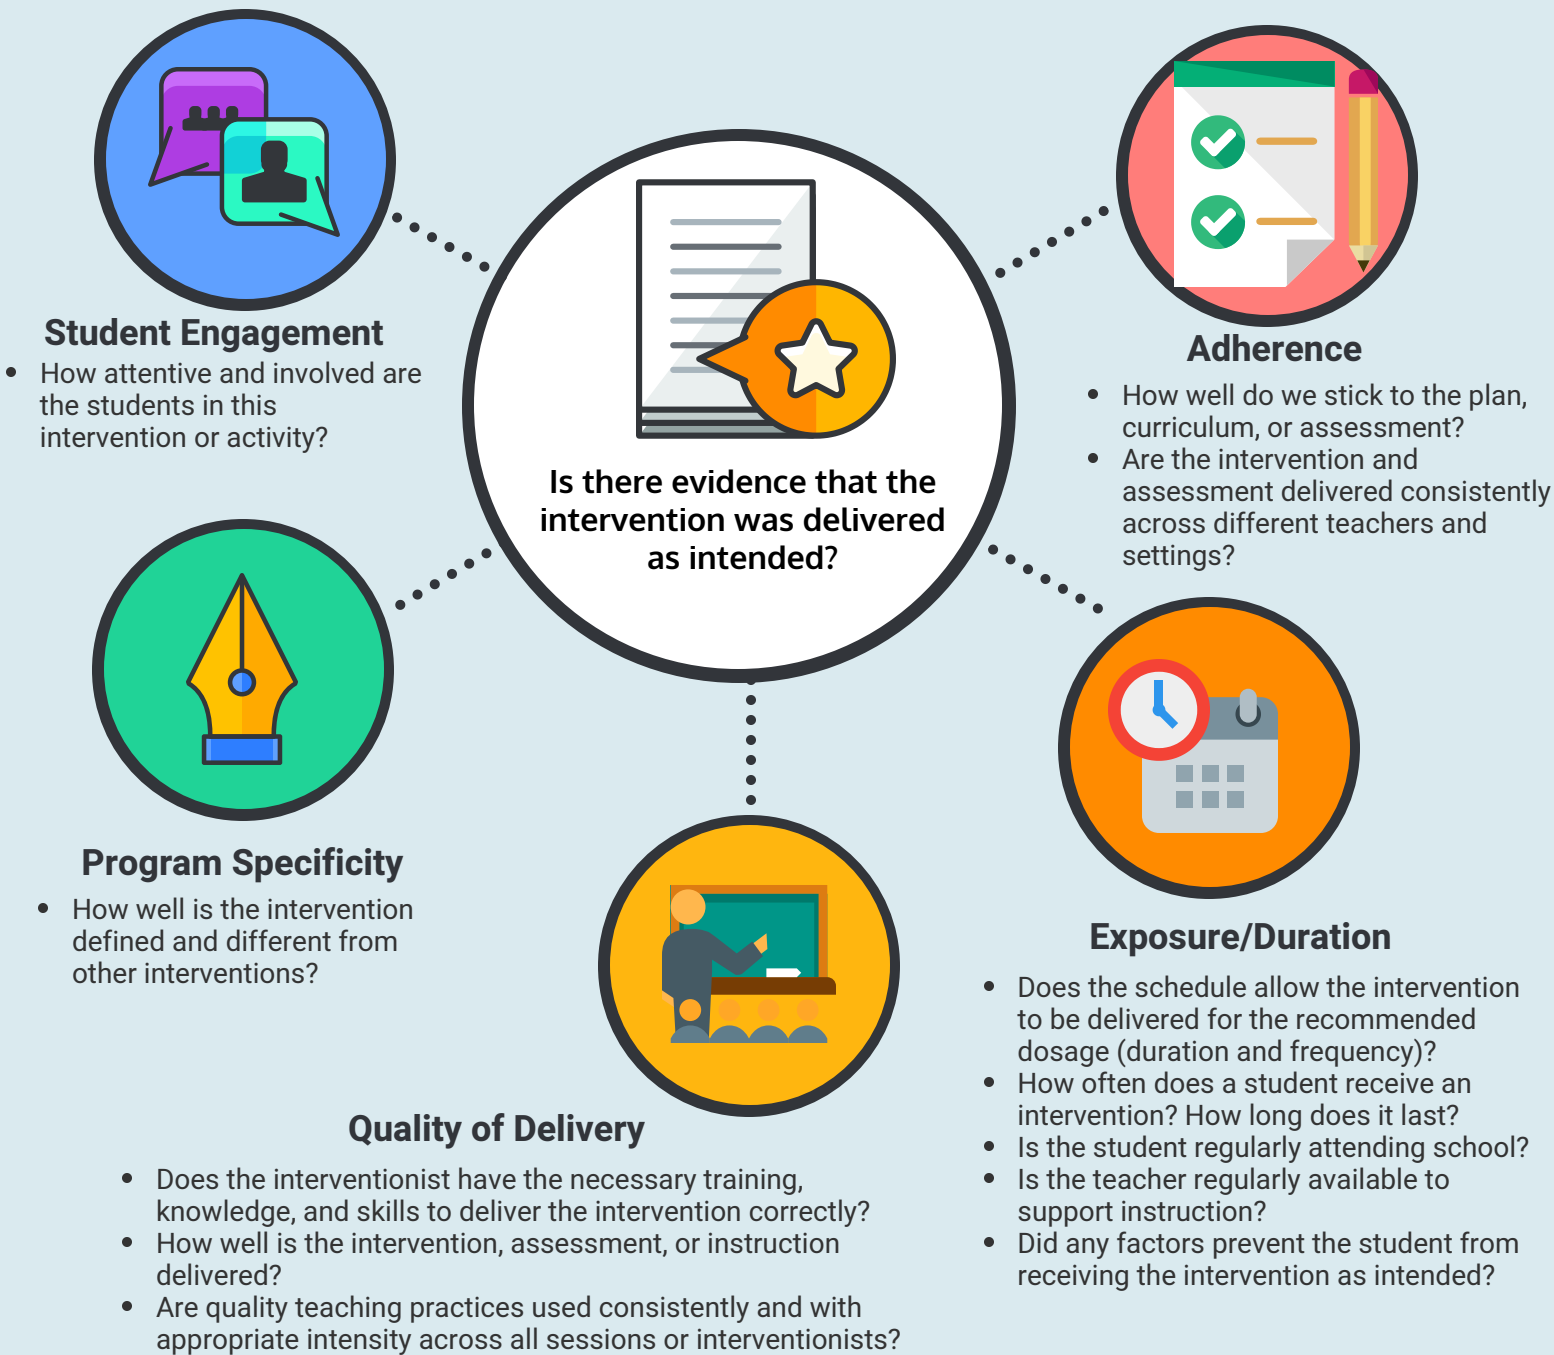 Is there evidence that the
intervention was delivered
as intended?
Student Engagement
• How attentive and involved are
the students in this
intervention or activity?
Adherence
• How well do we stick to the plan,
curriculum, or assessment?
• Are the intervention and
assessment delivered consistently
across different teachers and
settings?
Program Specificity
• How well is the intervention
defined and different from
other interventions?
Exposure/Duration
• Does the schedule allow the intervention
to be delivered for the recommended
dosage (duration and frequency)?
• How often does a student receive an
intervention? How long does it last?
• Is the student regularly attending school?
• Is the teacher regularly available to
support instruction?
• Did any factors prevent the student from
receiving the intervention as intended?
Quality of Delivery
• Does the interventionist have the necessary training,
knowledge, and skills to deliver the intervention correctly?
• How well is the intervention, assessment, or instruction
delivered?
• Are quality teaching practices used consistently and with
appropriate intensity across all sessions or interventionists?